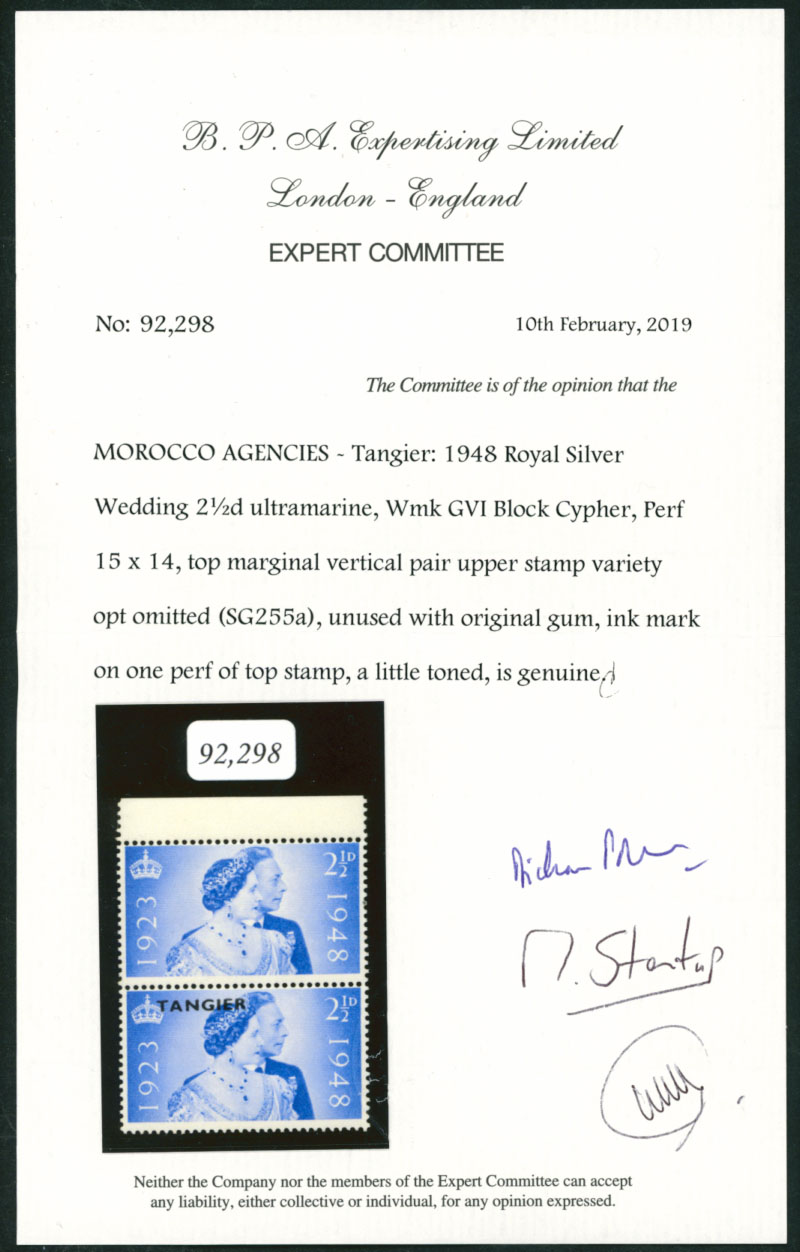 B. P. A. Expertising Limited
London - England
EXPERT COMMITTEE
No: 92,298
10th February, 2019
The Committee is of the opinion that the
MOROCCO AGENCIES ~ Tangier: 1948 Royal Silver
Wedding 2½d ultramarine, Wmk GVI Block Cypher, Perf
15 x 14, top marginal vertical pair upper stamp variety
opt omitted (SG255a), unused with original gum, ink mark
on one perf of top stamp, a little toned, is genuine.
92,298
2½D
1923
1948
TANGIER
2½D
1923
1948
M. Startup
Neither the Company nor the members of the Expert Committee can accept
any liability, either collective or individual, for any opinion expressed.